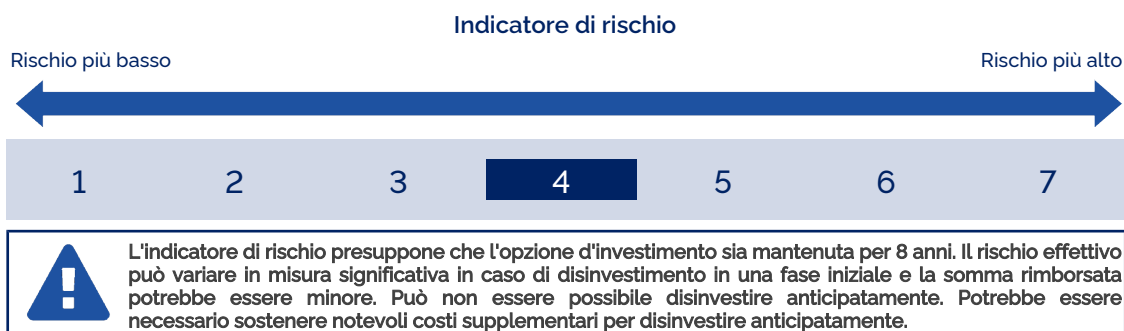 Indicatore di rischio
Rischio più basso
Rischio più alto
1 2 3 4 5 6 7
L'indicatore di rischio presuppone che l'opzione d'investimento sia mantenuta per 8 anni. Il rischio effettivo
può variare in misura significativa in caso di disinvestimento in una fase iniziale e la somma rimborsata
potrebbe essere minore. Può non essere possibile disinvestire anticipatamente. Potrebbe essere
necessario sostenere notevoli costi supplementari per disinvestire anticipatamente.